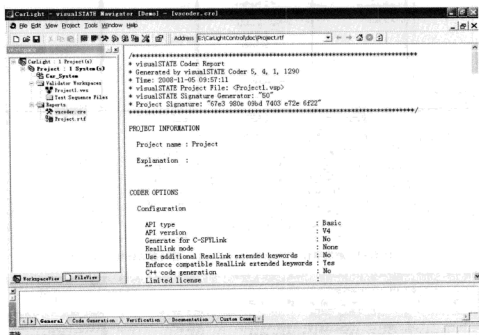 CarLight - visualSTATE Navigator [Demo] - [vscoder.cre]
File Edit View Project Tools Window Help
Address E:\CarLightControl\doc\Project.rtf
Workspace
CarLight : 1 Project(s)
Project : 1 System(s)
Car_System
Validator Workspaces
Project1.vws
Test Sequence Files
Reports
vscoder.cre
Project.rtf
WorkspaceView
FileView
* visualSTATE Coder Report
* Generated by visualSTATE Coder 5, 4, 1, 1290
* Time: 2008-11-05 09:57:11
* visualSTATE Project File: <Project1.vsp>
* visualSTATE Signature Generator: "50"
* Project Signature: "67e3 980e 09bd 7403 e72e 6f22"
PROJECT INFORMATION
Project name : Project
Explanation :
""
CODER OPTIONS
Configuration
API type : Basic
API version : V4
Generate for C-SPYLink : No
RealLink mode : None
Use additional RealLink extended keywords : No
Enforce compatible RealLink extended keywords : Yes
C++ code generation : No
Limited license :
General Code Generation Verification Documentation Custom Comma